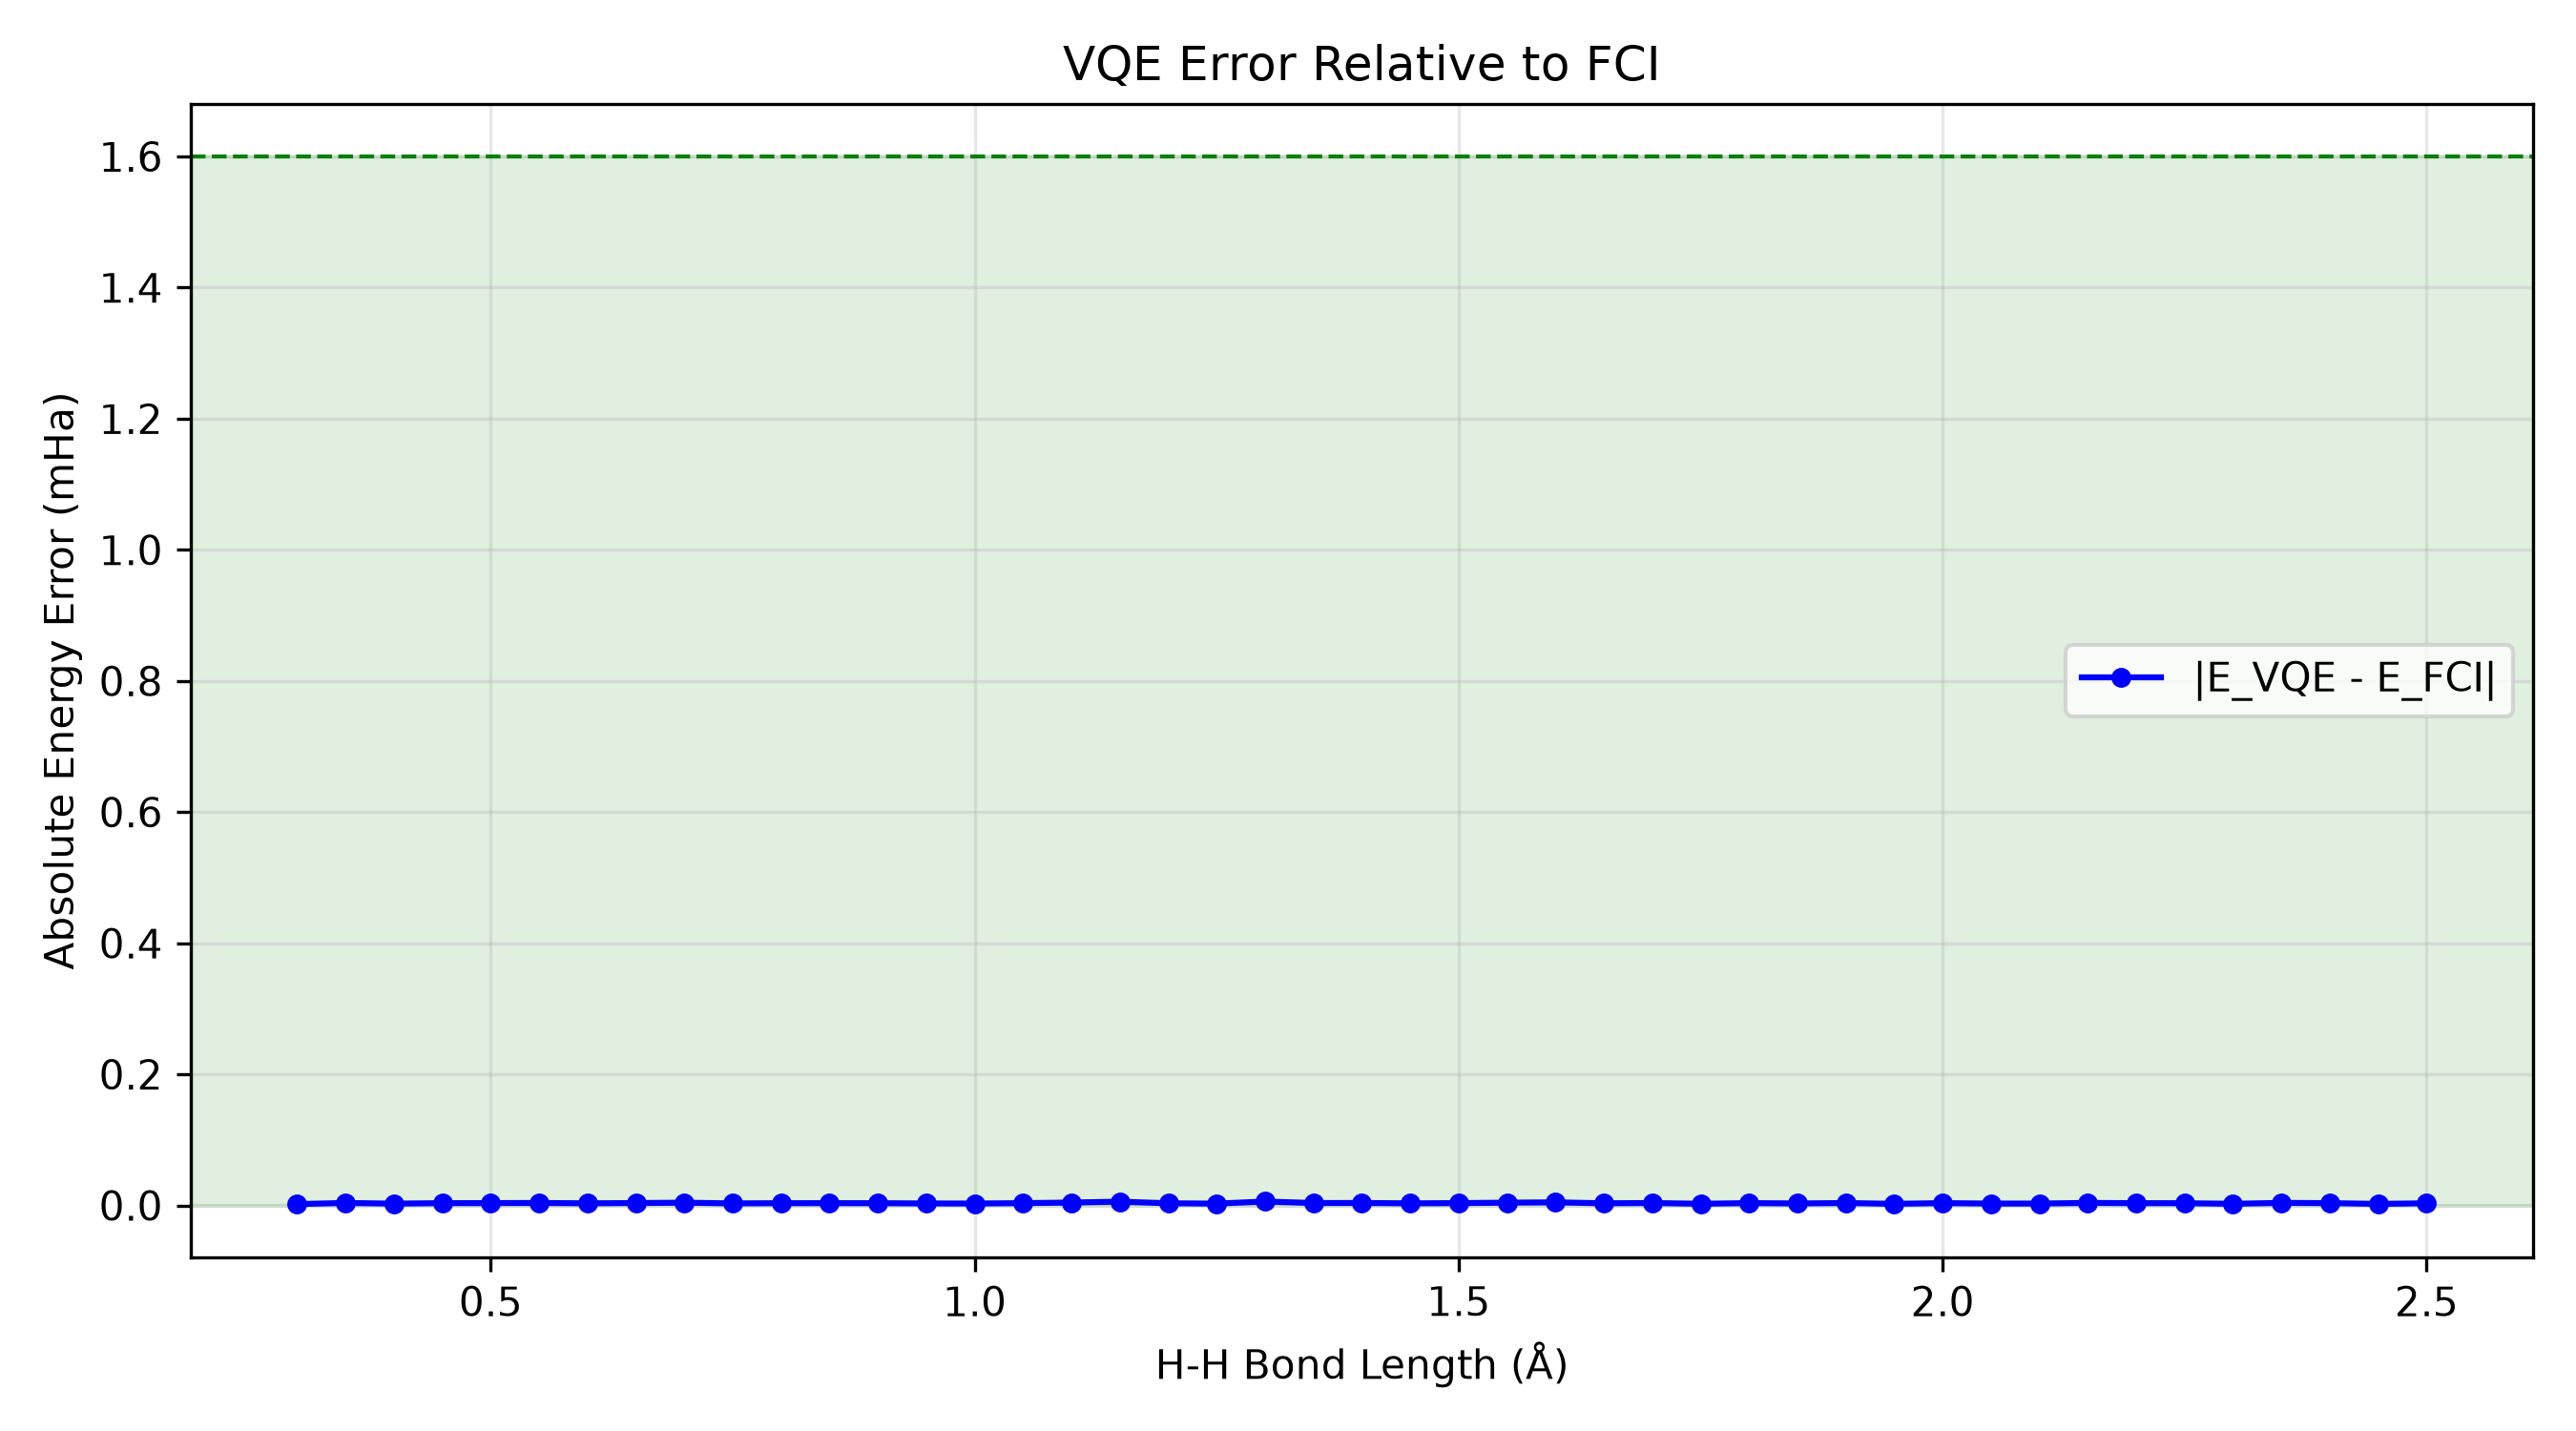 VQE Error Relative to FCI
Absolute Energy Error (mHa)
1.6
1.4
1.2
1.0
0.8
0.6
0.4
0.2
0.0
|E_VQE - E_FCI|
0.5 1.0 1.5 2.0 2.5
H-H Bond Length (Å)